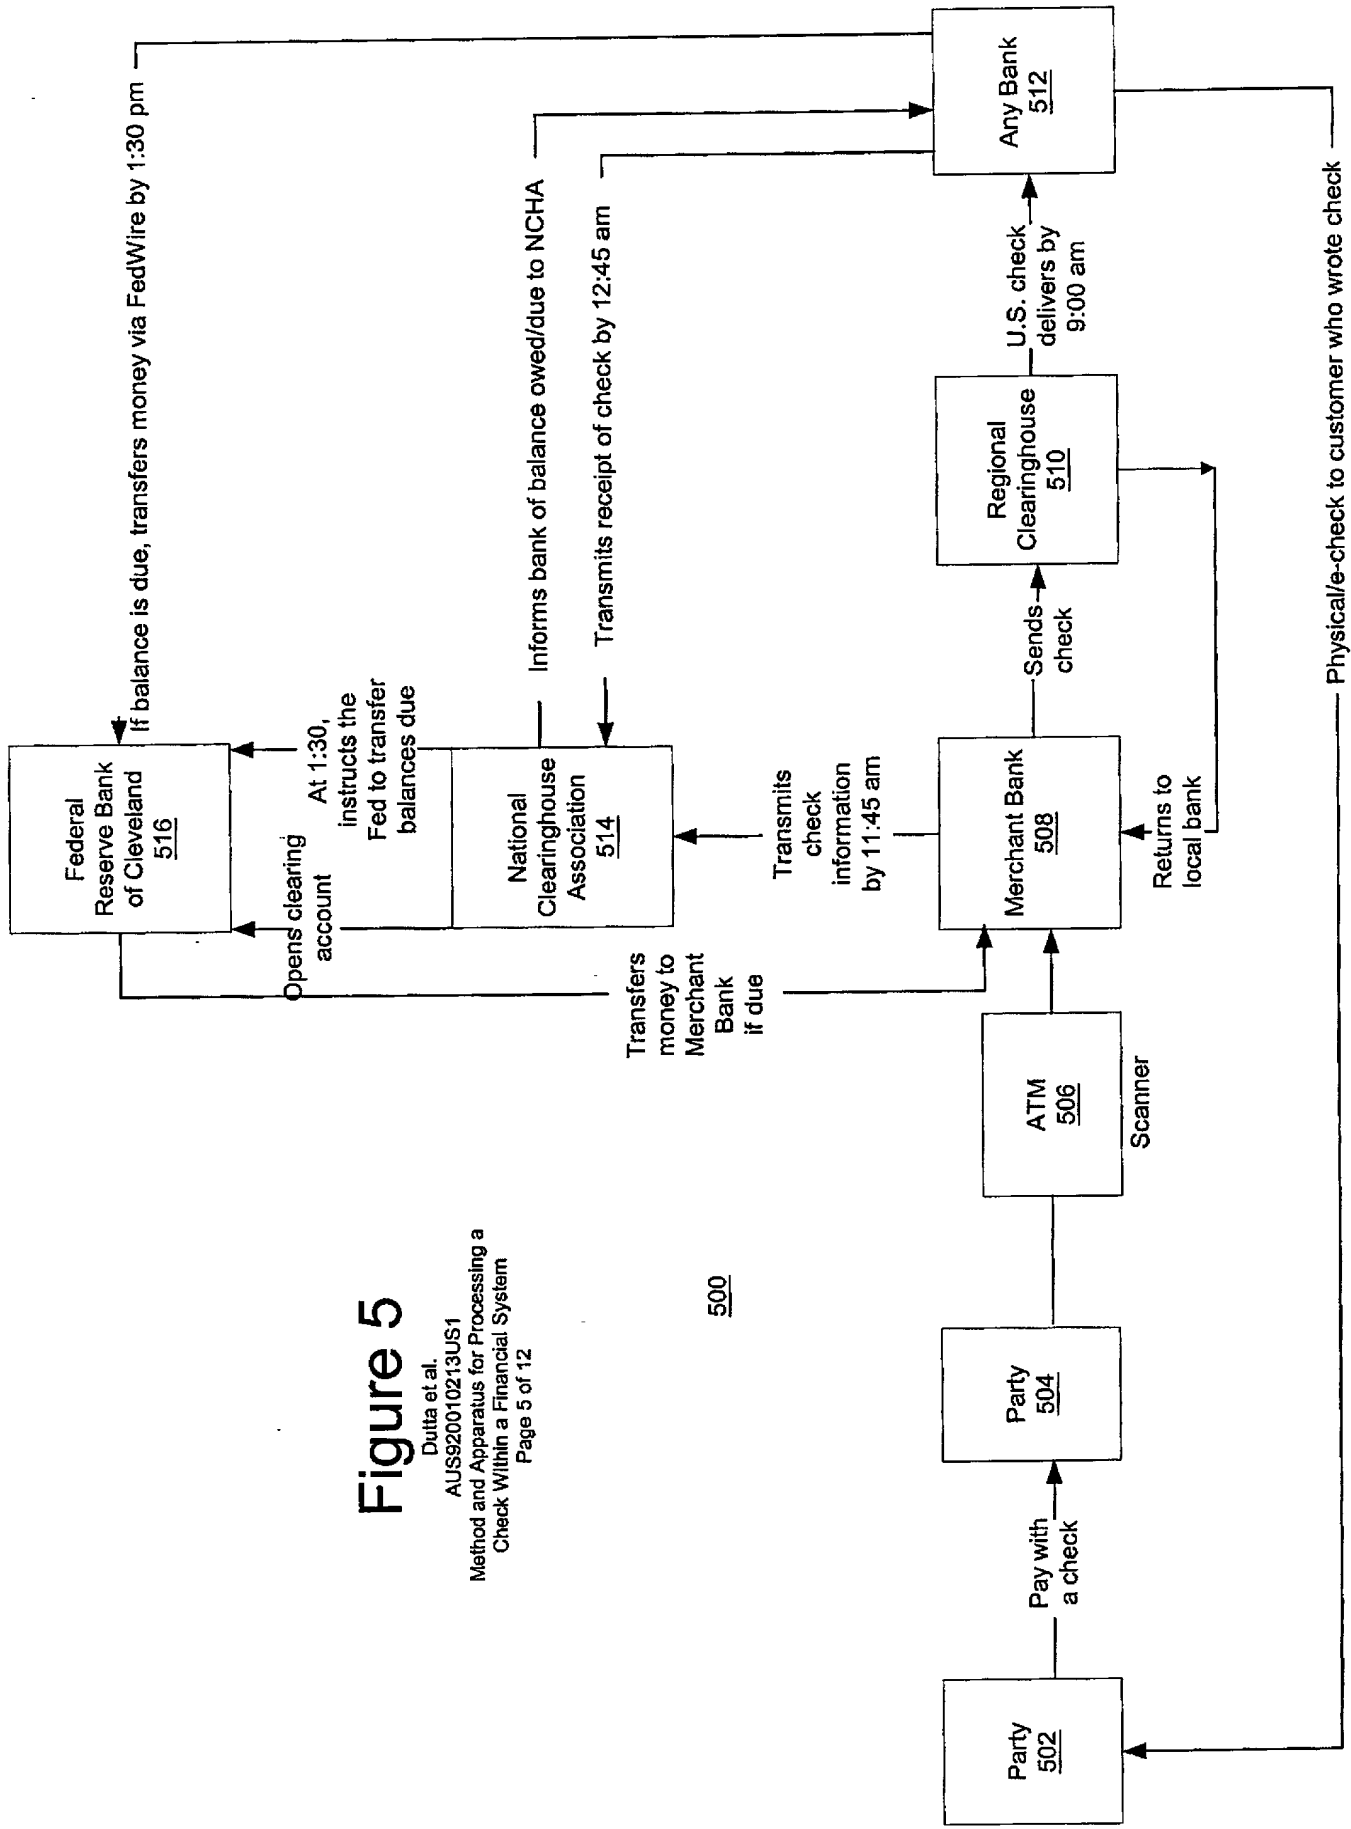 Figure 5
Dutta et al.
AUS920010213US1
Method and Apparatus for Processing a
Check Within a Financial System
Page 5 of 12
500
Federal
Reserve Bank
of Cleveland
516
If balance is due, transfers money via FedWire by 1:30 pm
Opens clearing
account
At 1:30,
instructs the
Fed to transfer
balances due
National
Clearinghouse
Association
514
Informs bank of balance owed/due to NCHA
Transmits receipt of check by 12:45 am
Transfers
money to
Merchant
Bank
if due
Transmits
check
information
by 11:45 am
Party
502
Pay with
a check
Party
504
ATM
506
Scanner
Merchant Bank
508
Sends
check
Regional
Clearinghouse
510
U.S. check
delivers by
9:00 am
Any Bank
512
Returns to
local bank
Physical/e-check to customer who wrote check